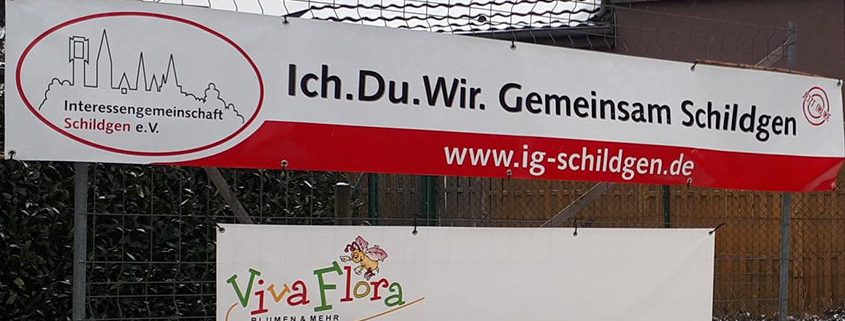 Interessengemeinschaft
Schildgen e.V.
Ich.Du.Wir. Gemeinsam Schildgen
www.ig-schildgen.de
Viva Flora
BLUMEN & MEHR